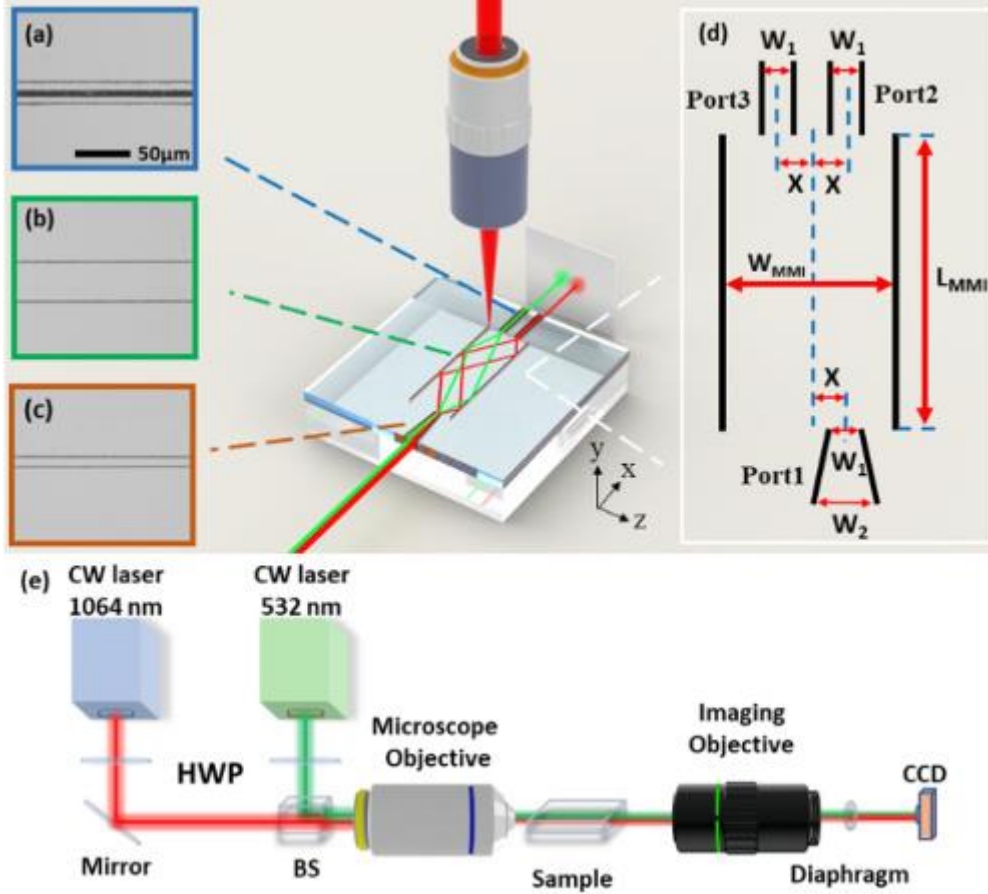 (a)
50μm
(b)
(c)
y
x
z
(d)
W1
W1
Port3
Port2
X
X
WMMI
LMMI
X
Port1
W1
W2
(e)
CW laser
1064 nm
CW laser
532 nm
HWP
Microscope
Objective
Imaging
Objective
CCD
Mirror
BS
Sample
Diaphragm